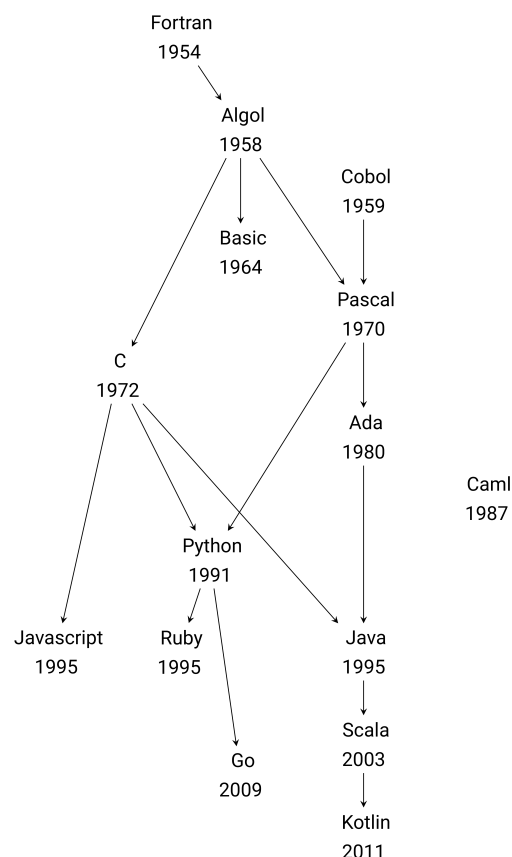 Fortran
1954
Algol
1958
Cobol
1959
Basic
1964
Pascal
1970
C
1972
Ada
1980
Caml
1987
Python
1991
Javascript
1995
Ruby
1995
Java
1995
Scala
2003
Go
2009
Kotlin
2011